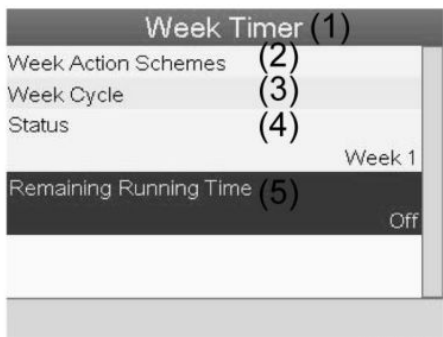 Week Timer (1)
Week Action Schemes (2)
Week Cycle (3)
Status (4)
Week 1
Remaining Running Time (5)
Off